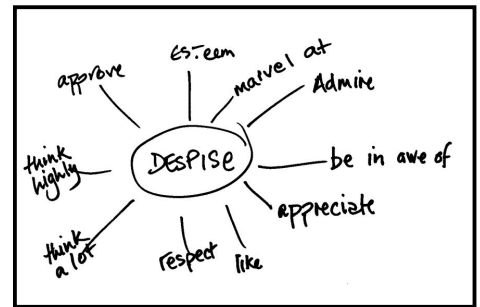 Esteem
approve
marvel at
Admire
think
highly
DESPISE
be in awe of
think
a lot
respect
like
appreciate